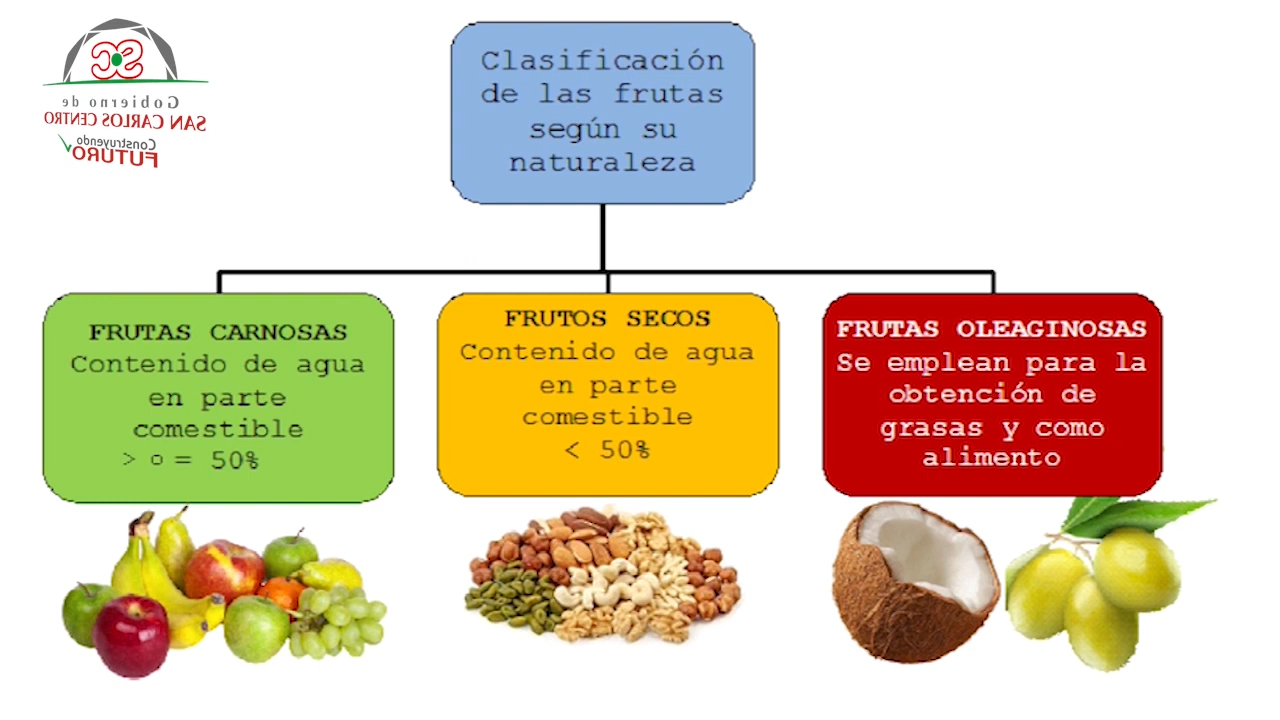 Gobierno de
SAN CARLOS CENTRO
Construyendo
FUTURO
Clasificación
de las frutas
según su
naturaleza
FRUTAS CARNOSAS
Contenido de agua
en parte
comestible
> o = 50%
FRUTOS SECOS
Contenido de agua
en parte
comestible
< 50%
FRUTAS OLEAGINOSAS
Se emplean para la
obtención de
grasas y como
alimento